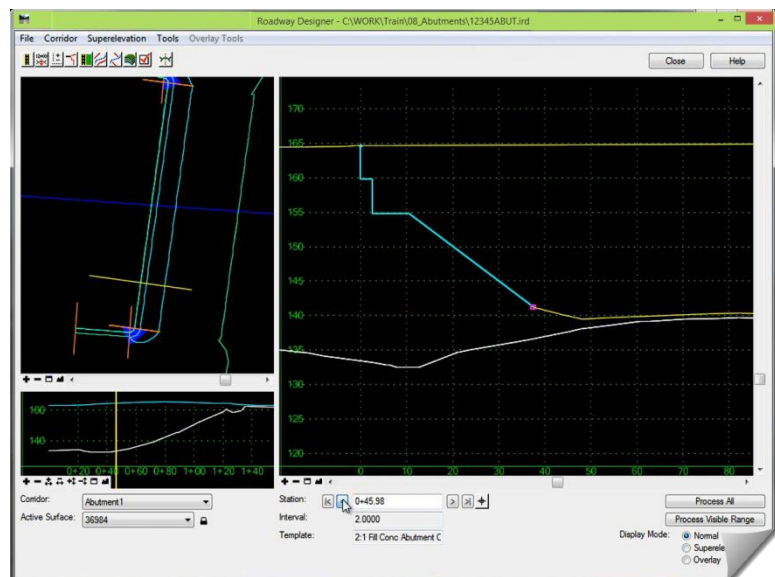 Roadway Designer - C:\WORK\Train\08_Abutments\12345ABUT.ird
File Corridor Superelevation Tools Overlay Tools
Close Help
170
165
160
155
150
145
140
135
130
125
120
0 10 20 30 40 50 60 70 80
160
140
0+20 0+40 0+60 0+80 1+00 1+20 1+40
Corridor: Abutment1
Active Surface: 36984
Station: 0+45.98
Interval: 2.0000
Template: 2:1 Fill Conc Abutment C
Process All
Process Visible Range
Display Mode: Normal
Superele
Overlay